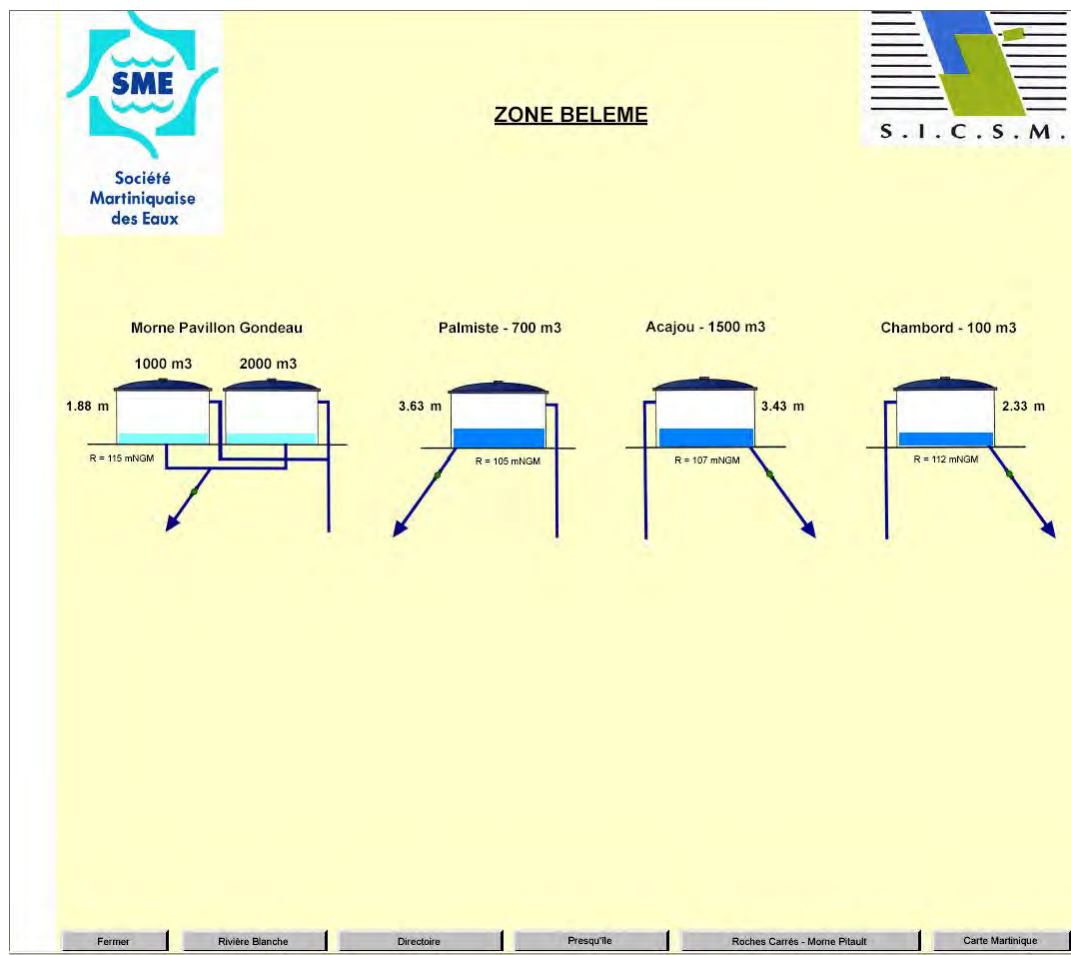 SME
Société
Martiniquaise
des Eaux
ZONE BELEME
S.I.C.S.M.
Morne Pavillon Gondeau
1000 m3 2000 m3
1.88 m
R = 115 mNGM
Palmiste - 700 m3
3.63 m
R = 105 mNGM
Acajou - 1500 m3
3.43 m
R = 107 mNGM
Chambord - 100 m3
2.33 m
R = 112 mNGM
Fermer Rivière Blanche Directoire Presqu'île Roches Carrés - Morne Pitault Carte Martinique